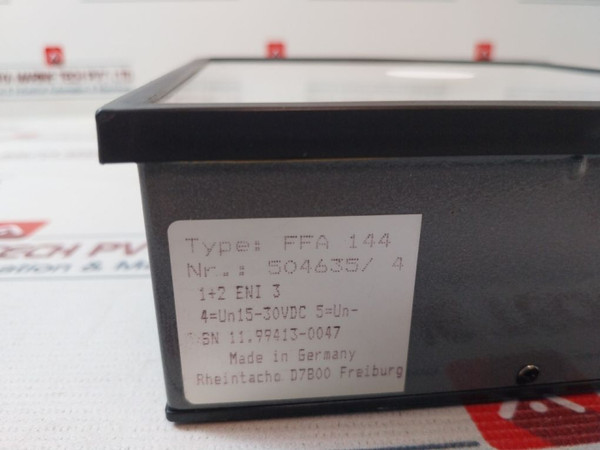 Type: FFA 144
Nr.: 504635/ 4
1+2 ENI 3
4=Un15-30VDC 5=Un-
BN 11.99413-0047
Made in Germany
Rheintacho D7800 Freiburg